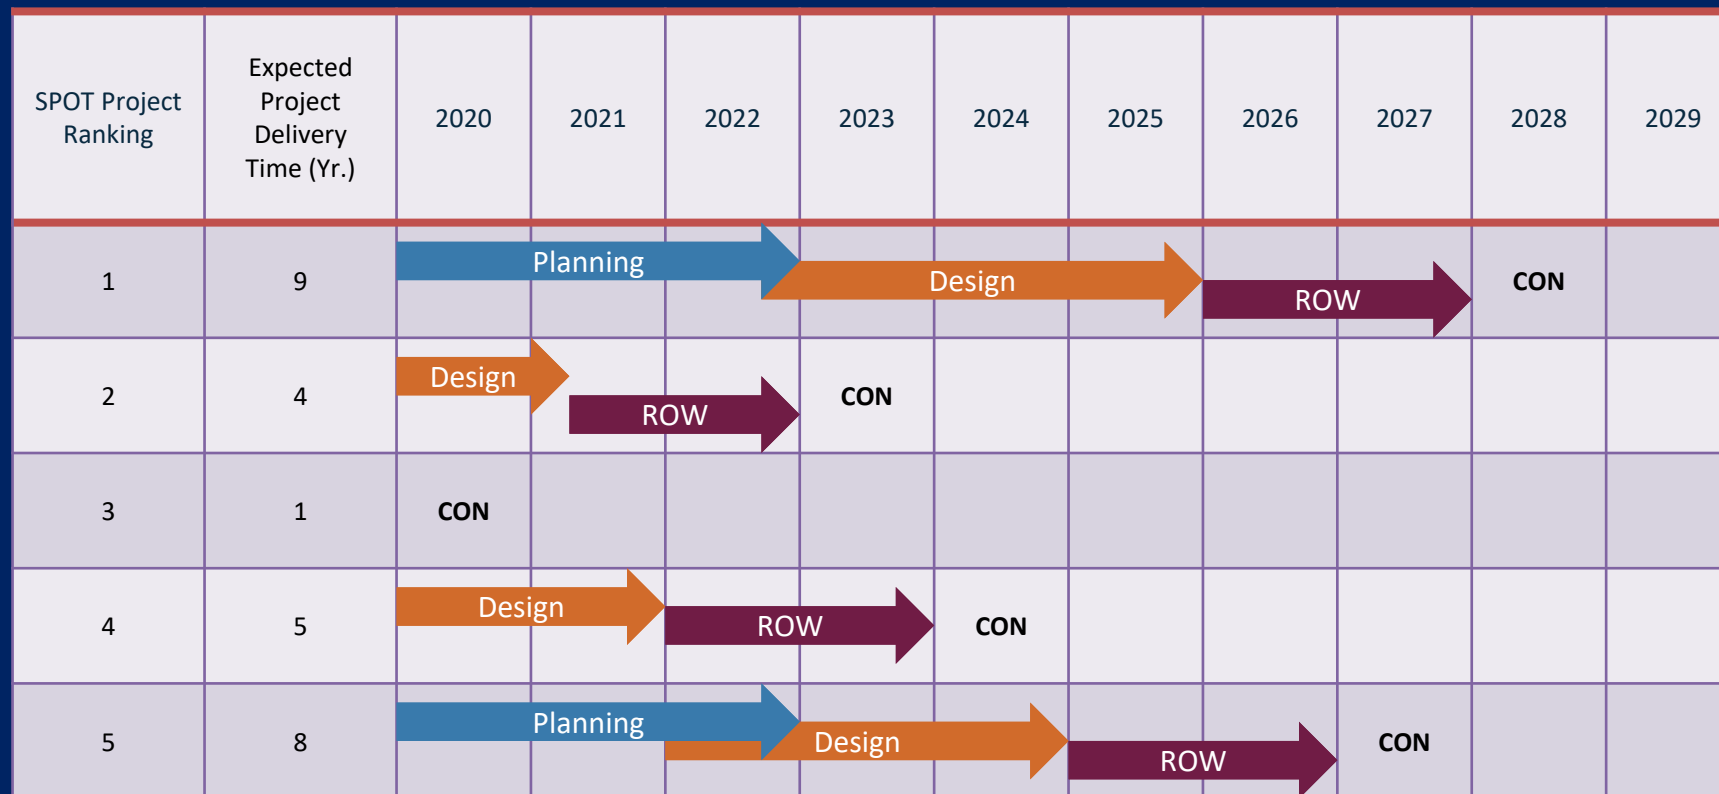 SPOT Project
Ranking
Expected
Project
Delivery
Time (Yr.)
2020
2021
2022
2023
2024
2025
2026
2027
2028
2029
1
9
Planning
Design
ROW
CON
2
4
Design
ROW
CON
3
1
CON
4
5
Design
ROW
CON
5
8
Planning
Design
ROW
CON